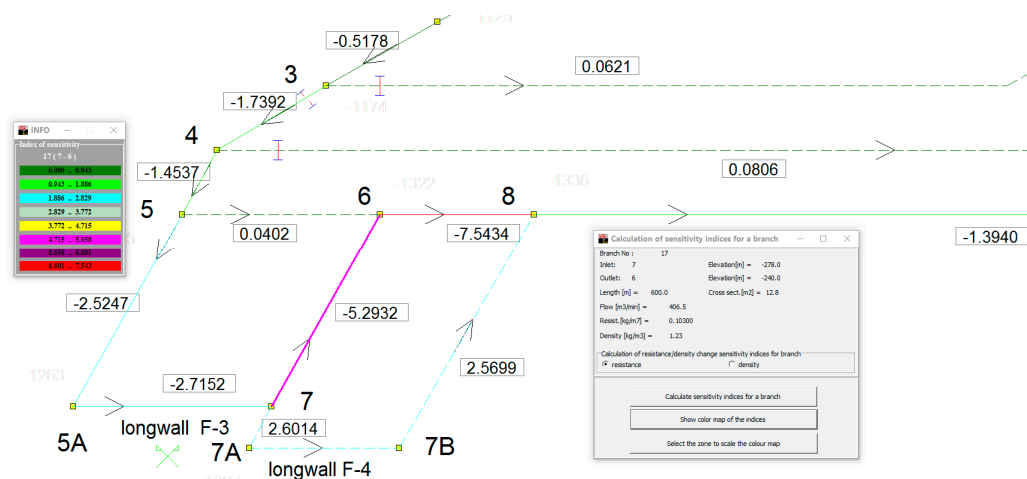 -1125
-0.5178
3
0.0621
-1.7392
-1174
INFO
Index of sensitivity
17 ( 7 - 6 )
0.000 .. 0.943
0.943 .. 1.886
1.886 .. 2.829
2.829 .. 3.772
3.772 .. 4.715
4.715 .. 5.658
6.601 .. 7.543
4
-1.4537
0.0806
-1322
-1336
5
6
8
0.0402
-7.5434
-1.3940
Calculation of sensitivity indices for a branch
Branch No : 17
Inlet: 7 Elevation[m] = -278.0
Outlet: 6 Elevation[m] = -240.0
Length [m] = 600.0 Cross sect.[m2] = 12.8
Flow [m3/min] = 406.5
Resist.[kg/m7] = 0.10300
Density [kg/m3] = 1.23
Calculation of resistance/density change sensitivity indices for branch
resistance density
Calculate sensitivity indices for a branch
Show color map of the indices
Select the zone to scale the colour map
-2.5247
-5.2932
2.5699
-1263
-2.7152
7
5A
longwall F-3
2.6014
7A
7B
longwall F-4